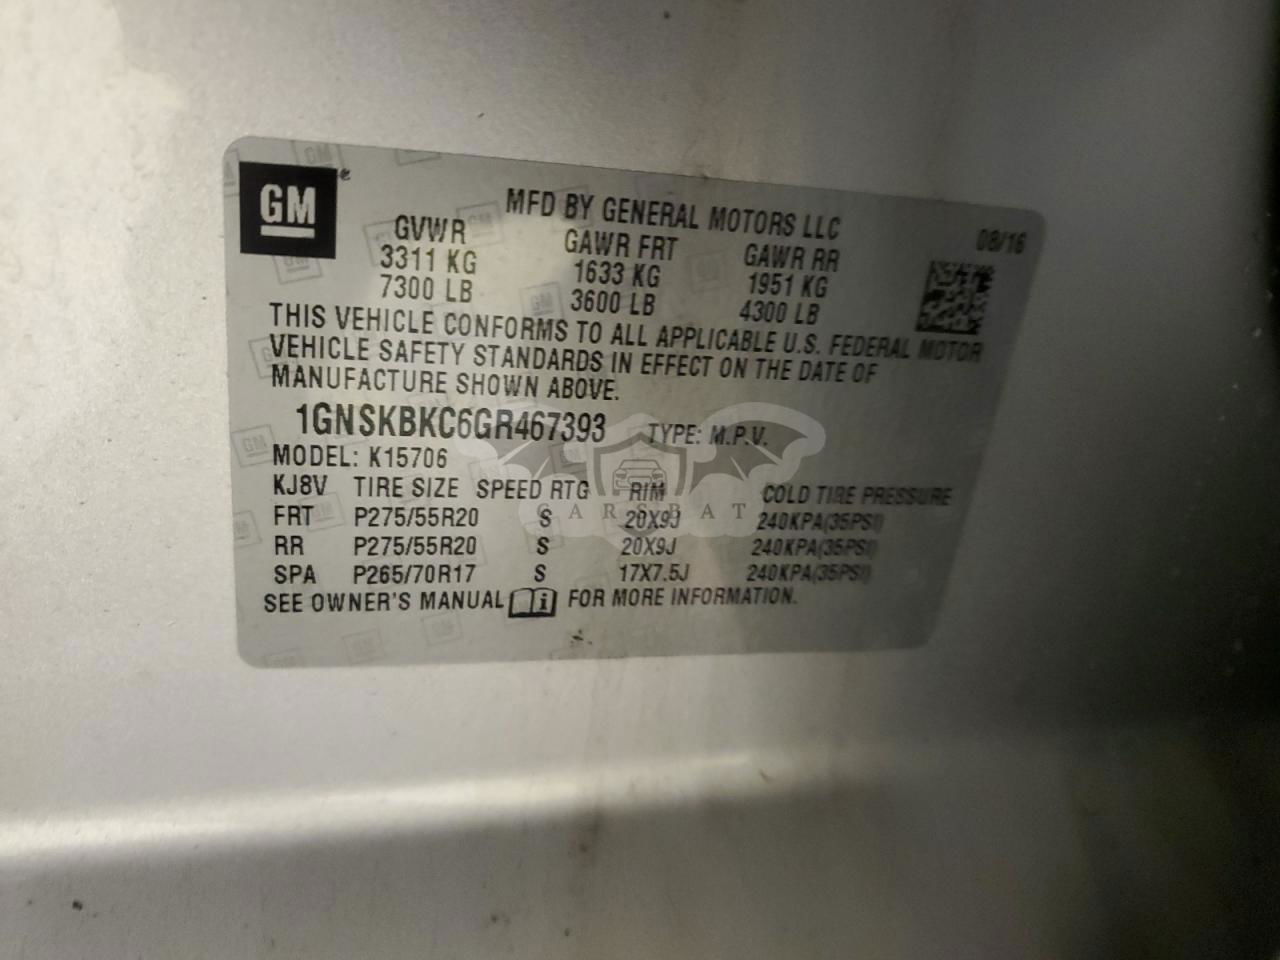 GM
MFD BY GENERAL MOTORS LLC
08/16
GVWR GAWR FRT GAWR RR
3311 KG 1633 KG 1951 KG
7300 LB 3600 LB 4300 LB
THIS VEHICLE CONFORMS TO ALL APPLICABLE U.S. FEDERAL MOTOR
VEHICLE SAFETY STANDARDS IN EFFECT ON THE DATE OF
MANUFACTURE SHOWN ABOVE.
1GNSKBKC6GR467393 TYPE: M.P.V.
MODEL: K15706
KJ8V TIRE SIZE SPEED RTG RIM COLD TIRE PRESSURE
FRT P275/55R20 S 20X9J 240KPA(35PSI)
RR P275/55R20 S 20X9J 240KPA(35PSI)
SPA P265/70R17 S 17X7.5J 240KPA(35PSI)
SEE OWNER'S MANUAL FOR MORE INFORMATION.
CARSBAT